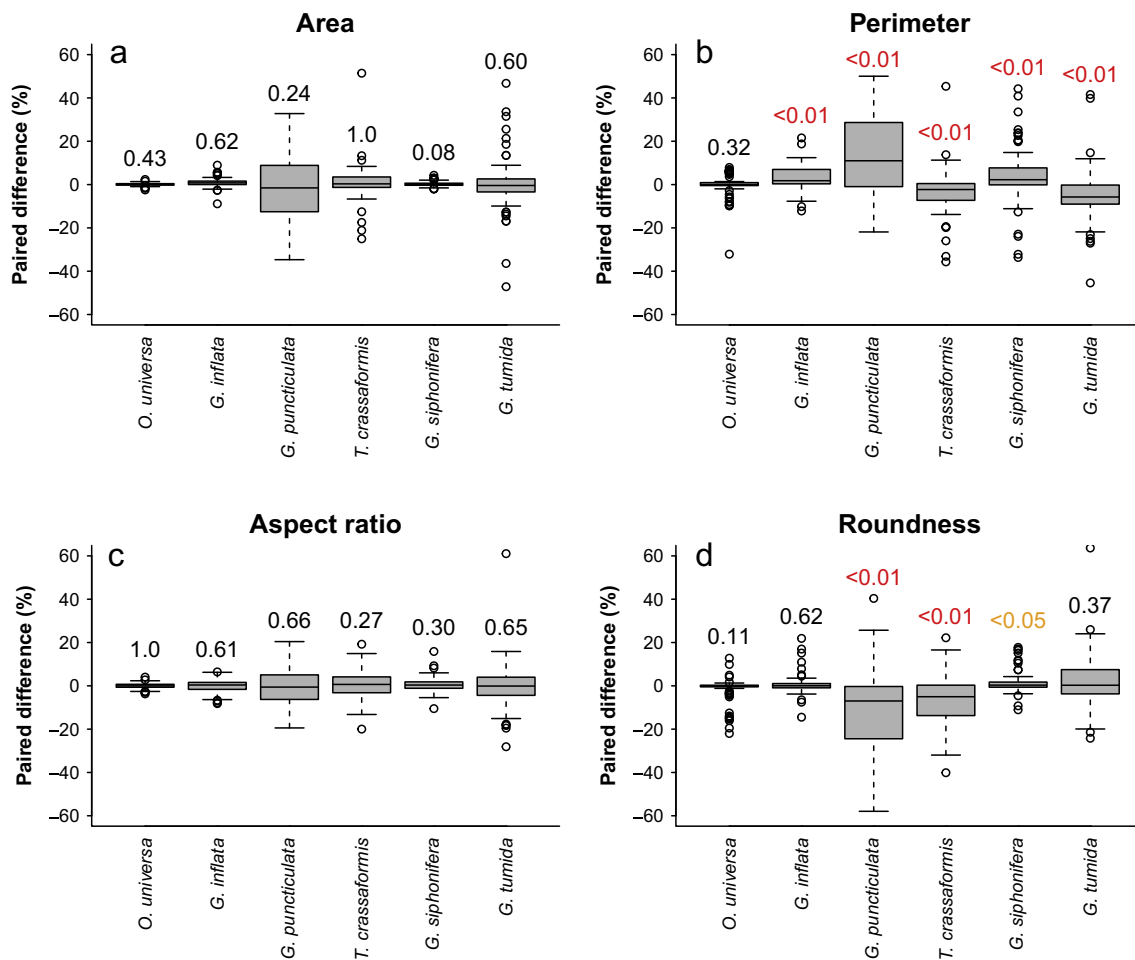 Area
a
Paired difference (%)
60
40
20
0
−20
−40
−60
0.43
0.62
0.24
1.0
0.08
0.60
O. universa
G. inflata
G. puncticulata
T. crassaformis
G. siphonifera
G. tumida
Perimeter
b
Paired difference (%)
60
40
20
0
−20
−40
−60
0.32
<0.01
<0.01
<0.01
<0.01
<0.01
O. universa
G. inflata
G. puncticulata
T. crassaformis
G. siphonifera
G. tumida
Aspect ratio
c
Paired difference (%)
60
40
20
0
−20
−40
−60
1.0
0.61
0.66
0.27
0.30
0.65
O. universa
G. inflata
G. puncticulata
T. crassaformis
G. siphonifera
G. tumida
Roundness
d
Paired difference (%)
60
40
20
0
−20
−40
−60
0.11
0.62
<0.01
<0.01
<0.05
0.37
O. universa
G. inflata
G. puncticulata
T. crassaformis
G. siphonifera
G. tumida